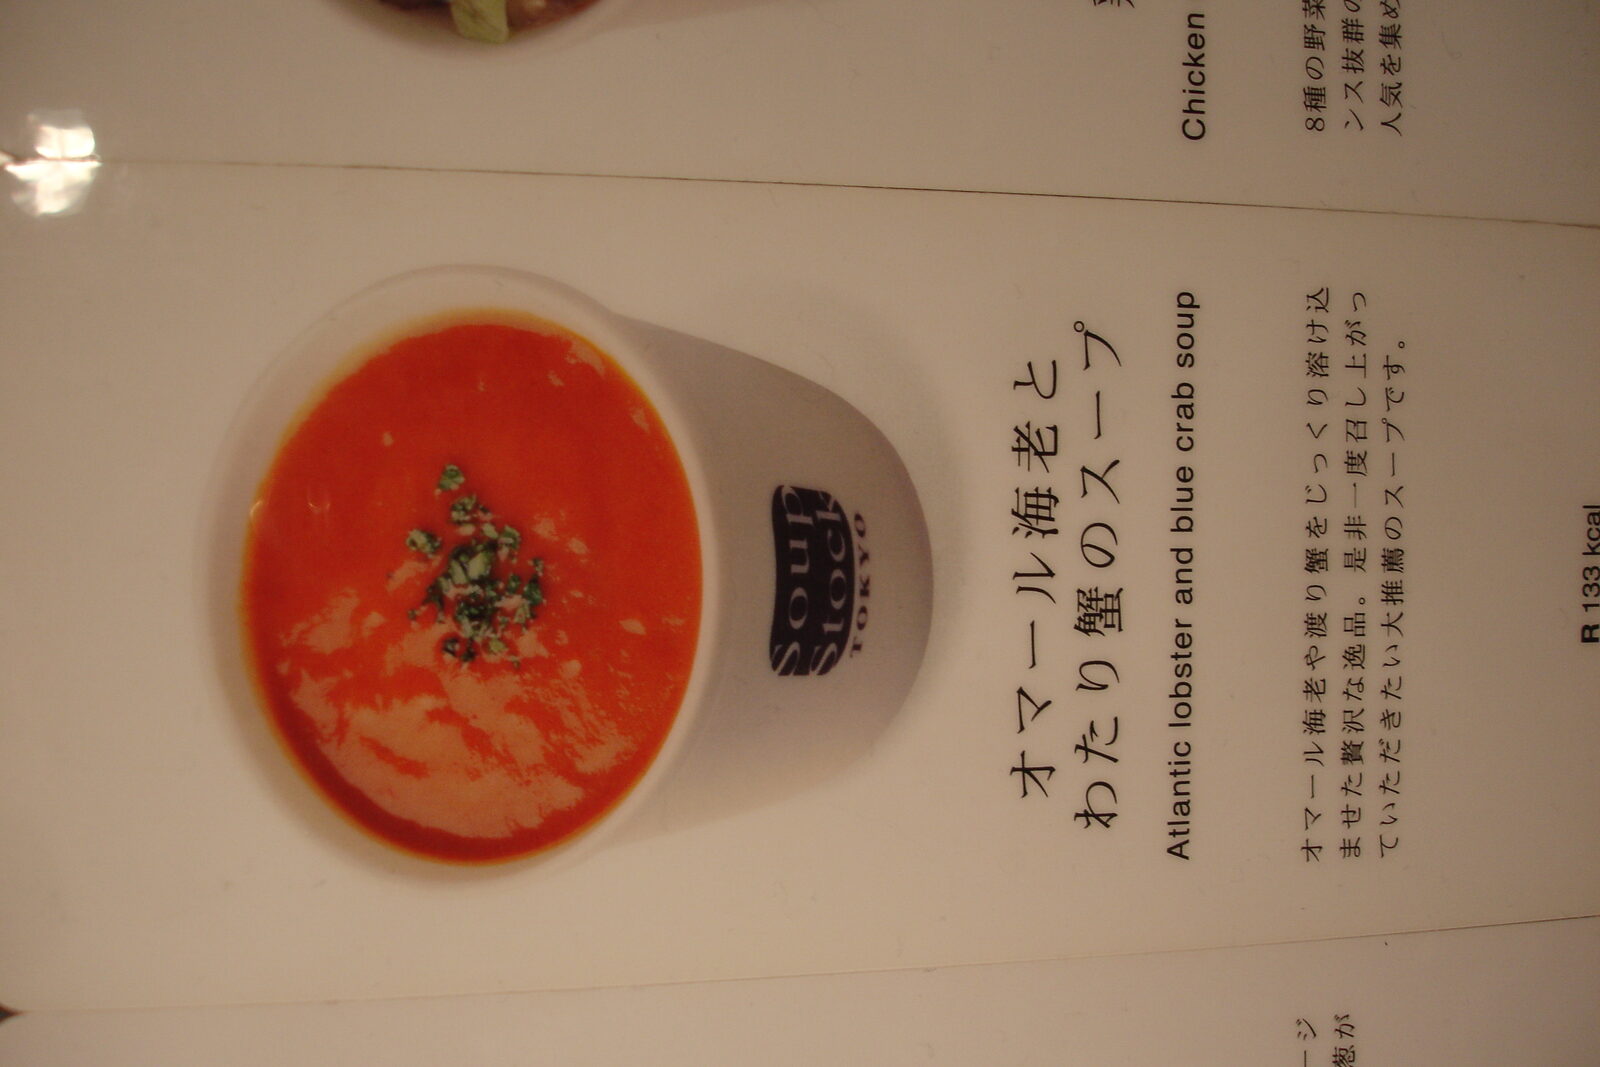 Soup
Stock
TOKYO
オマール海老と
わたり蟹のスープ
Atlantic lobster and blue crab soup
オマール海老や渡り蟹をじっくり溶け込
ませた贅沢な逸品。是非一度召し上がっ
ていただきたい大推薦のスープです。
R 133 kcal
Chicken
8種の野菜
ンス抜群の
人気を集め
ージ
葱が